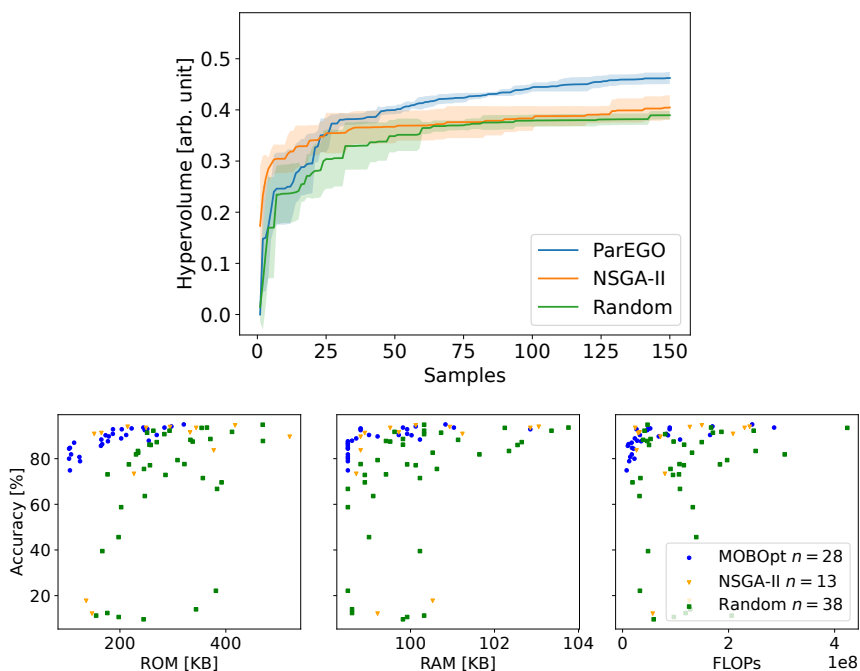 Hypervolume [arb. unit]
0.5
0.4
0.3
0.2
0.1
0.0
ParEGO
NSGA-II
Random
0 25 50 75 100 125 150
Samples
Accuracy [%]
80
60
40
20
200 400
ROM [KB]
100 102 104
RAM [KB]
MOBOpt n = 28
NSGA-II n = 13
Random n = 38
0 2 4
1e8
FLOPs